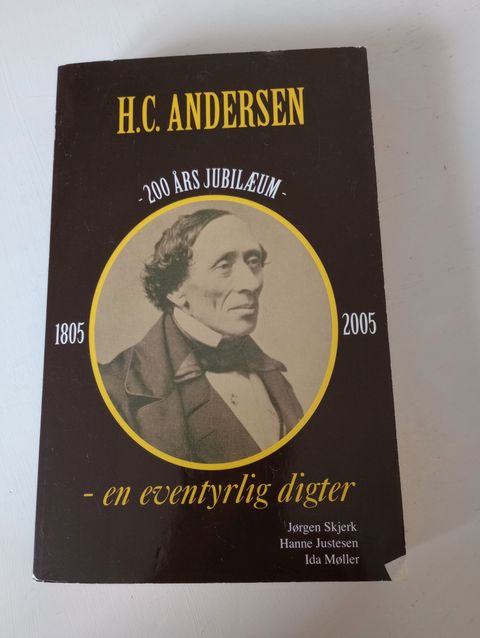 H.C. ANDERSEN
- 200 ÅRS JUBILÆUM -
1805
2005
- en eventyrlig digter
Jørgen Skjerk
Hanne Justesen
Ida Møller